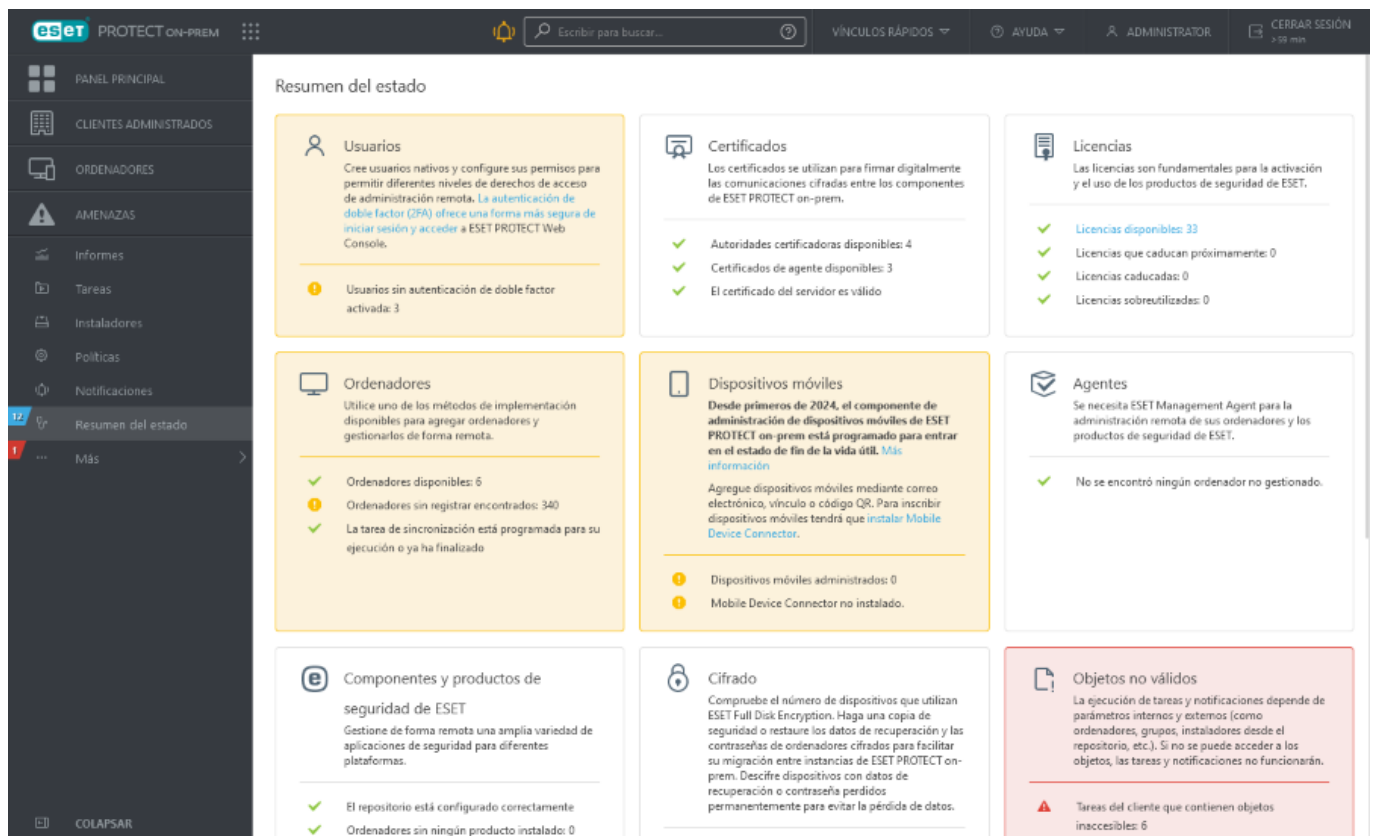 eset PROTECT ON-PREM
Escribir para buscar...
VÍNCULOS RÁPIDOS
AYUDA
ADMINISTRATOR
CERRAR SESIÓN
> 59 min
PANEL PRINCIPAL
CLIENTES ADMINISTRADOS
ORDENADORES
AMENAZAS
Informes
Tareas
Instaladores
Políticas
Notificaciones
12
Resumen del estado
1
Más
COLAPSAR
Resumen del estado
Usuarios
Cree usuarios nativos y configure sus permisos para
permitir diferentes niveles de derechos de acceso
de administración remota. La autenticación de
doble factor (2FA) ofrece una forma más segura de
iniciar sesión y acceder a ESET PROTECT Web
Console.
Usuarios sin autenticación de doble factor
activada: 3
Certificados
Los certificados se utilizan para firmar digitalmente
las comunicaciones cifradas entre los componentes
de ESET PROTECT on-prem.
Autoridades certificadoras disponibles: 4
Certificados de agente disponibles: 3
El certificado del servidor es válido
Licencias
Las licencias son fundamentales para la activación
y el uso de los productos de seguridad de ESET.
Licencias disponibles: 33
Licencias que caducan próximamente: 0
Licencias caducadas: 0
Licencias sobreutilizadas: 0
Ordenadores
Utilice uno de los métodos de implementación
disponibles para agregar ordenadores y
gestionarlos de forma remota.
Ordenadores disponibles: 6
Ordenadores sin registrar encontrados: 340
La tarea de sincronización está programada para su
ejecución o ya ha finalizado
Dispositivos móviles
Desde primeros de 2024, el componente de
administración de dispositivos móviles de ESET
PROTECT on-prem está programado para entrar
en el estado de fin de la vida útil. Más
información
Agregue dispositivos móviles mediante correo
electrónico, vínculo o código QR. Para inscribir
dispositivos móviles tendrá que instalar Mobile
Device Connector.
Dispositivos móviles administrados: 0
Mobile Device Connector no instalado.
Agentes
Se necesita ESET Management Agent para la
administración remota de sus ordenadores y los
productos de seguridad de ESET.
No se encontró ningún ordenador no gestionado.
Componentes y productos de
seguridad de ESET
Gestione de forma remota una amplia variedad de
aplicaciones de seguridad para diferentes
plataformas.
El repositorio está configurado correctamente
Ordenadores sin ningún producto instalado: 0
Cifrado
Compruebe el número de dispositivos que utilizan
ESET Full Disk Encryption. Haga una copia de
seguridad o restaure los datos de recuperación y las
contraseñas de ordenadores cifrados para facilitar
su migración entre instancias de ESET PROTECT on-
prem. Descifre dispositivos con datos de
recuperación o contraseña perdidos
permanentemente para evitar la pérdida de datos.
Objetos no válidos
La ejecución de tareas y notificaciones depende de
parámetros internos y externos (como
ordenadores, grupos, instaladores desde el
repositorio, etc.). Si no se puede acceder a los
objetos, las tareas y notificaciones no funcionarán.
Tareas del cliente que contienen objetos
inaccesibles: 6